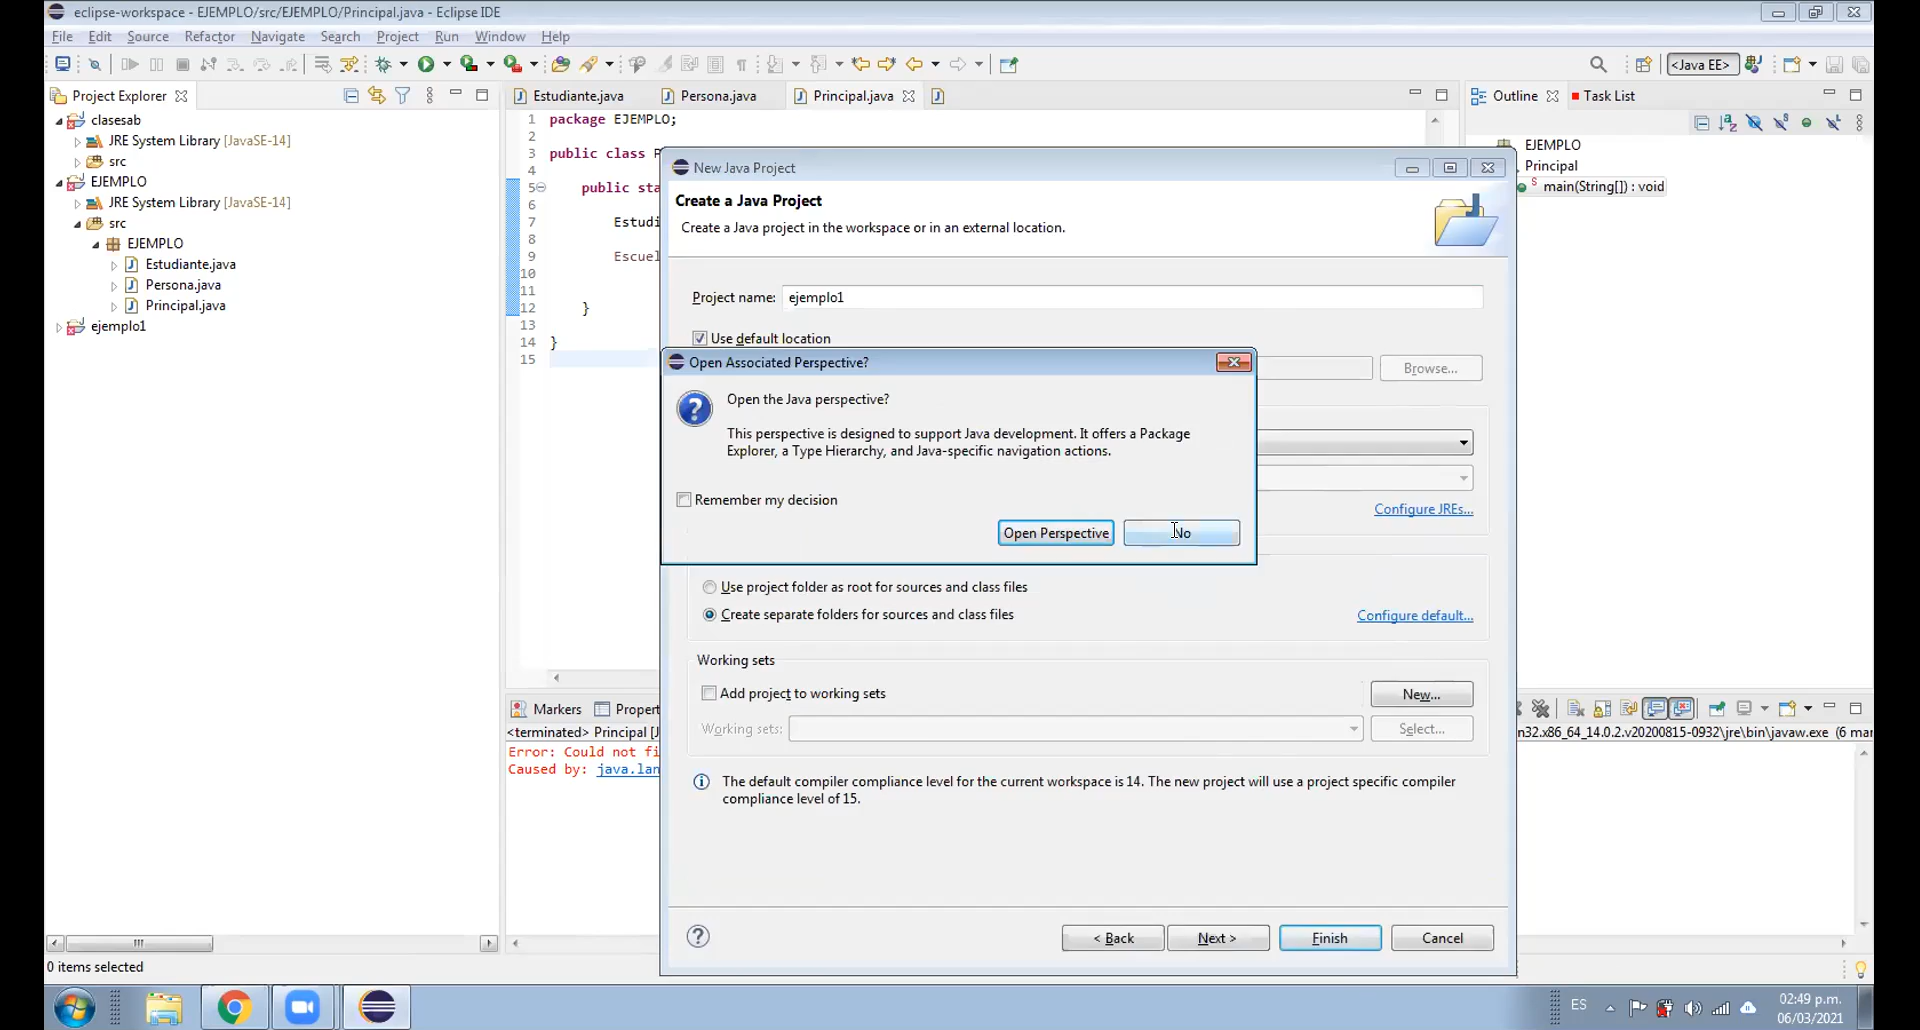 eclipse-workspace - EJEMPLO/src/EJEMPLO/Principal.java - Eclipse IDE
File Edit Source Refactor Navigate Search Project Run Window Help
<Java EE>
Project Explorer
Estudiante.java
Persona.java
Principal.java
Outline
Task List
clasesab
JRE System Library [JavaSE-14]
src
EJEMPLO
JRE System Library [JavaSE-14]
src
EJEMPLO
Estudiante.java
Persona.java
Principal.java
ejemplo1
1 package EJEMPLO;
2
3 public class P
4
5 public sta
6
7 Estudi
8
9 Escuel
10
11
12 }
13
14 }
15
EJEMPLO
Principal
main(String[]) : void
New Java Project
Create a Java Project
Create a Java project in the workspace or in an external location.
Project name: ejemplo1
Use default location
Browse...
Open Associated Perspective?
Open the Java perspective?
This perspective is designed to support Java development. It offers a Package
Explorer, a Type Hierarchy, and Java-specific navigation actions.
Remember my decision
Open Perspective
No
Configure JREs...
Use project folder as root for sources and class files
Create separate folders for sources and class files
Configure default...
Working sets
Add project to working sets
New...
Working sets:
Select...
The default compiler compliance level for the current workspace is 14. The new project will use a project specific compiler
compliance level of 15.
< Back
Next >
Finish
Cancel
Markers
Propert
<terminated> Principal [J
n32.x86_64_14.0.2.v20200815-0932\jre\bin\javaw.exe (6 mar
Error: Could not fi
Caused by: java.lan
0 items selected
ES
02:49 p.m.
06/03/2021